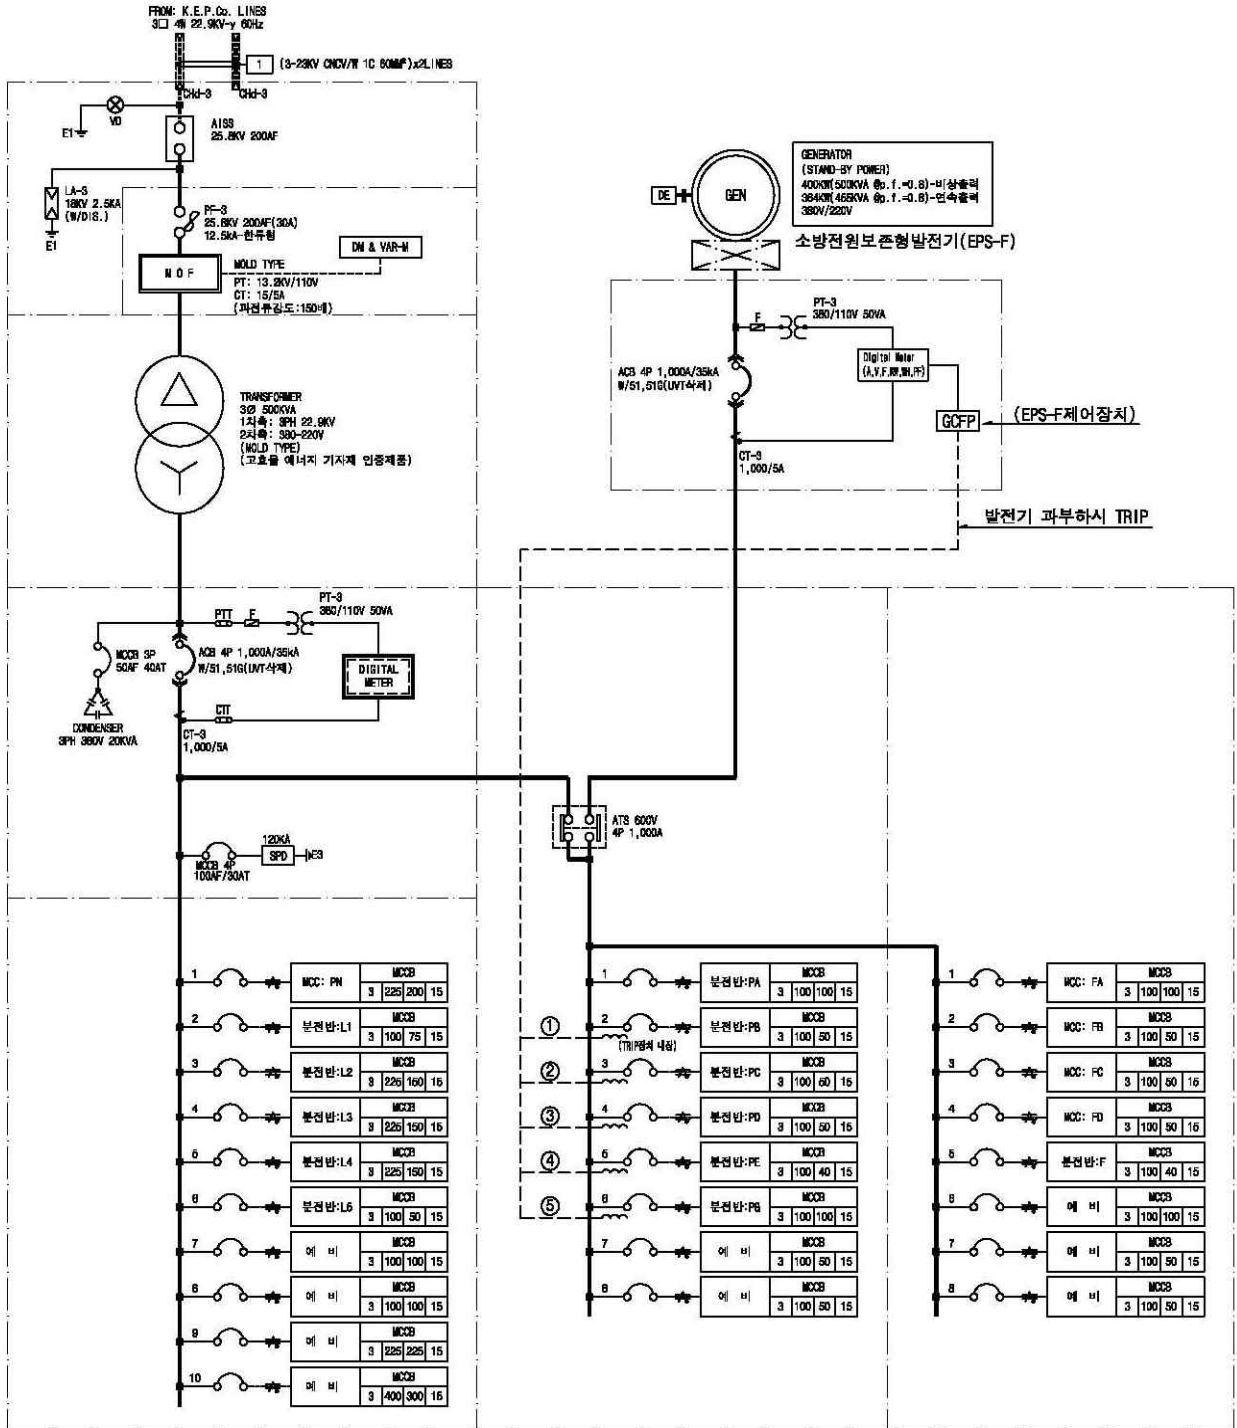 FROM: K.E.P.Co. LINES
3□ 4W 22.9KV-y 60Hz
1 (3-23KV CNCV/W 1C 60MM²)x2LINES
CHd-3 CHd-3
VD
E1
AISS
25.8KV 200AF
LA-3
18KV 2.5KA
(W/DIS.)
E1
PF-3
25.8KV 200AF(30A)
12.5kA-한류형
DM & VAR-M
M O F
MOLD TYPE
PT: 13.2KV/110V
CT: 15/5A
(과전류강도:150배)
TRANSFORMER
3Ø 500KVA
1차측: 3PH 22.9KV
2차측: 380-220V
(MOLD TYPE)
(고효율 에너지 기자재 인증제품)
GENERATOR
(STAND-BY POWER)
400KW(500KVA @p.f.=0.8)-비상출력
364KW(455KVA @p.f.=0.8)-연속출력
380V/220V
DE
GEN
소방전원보존형발전기(EPS-F)
PT-3
380/110V 50VA
F
ACB 4P 1,000A/35kA
W/51,51G(UVT삭제)
Digital Meter
(A,V,F,KW,WH,PF)
GCFP
(EPS-F제어장치)
CT-3
1,000/5A
발전기 과부하시 TRIP
PT-3
380/110V 50VA
PTT F
MCCB 3P
50AF 40AT
ACB 4P 1,000A/35kA
W/51,51G(UVT삭제)
DIGITAL
METER
CTT
CONDENSER
3PH 380V 20KVA
CT-3
1,000/5A
ATS 600V
4P 1,000A
120KA
SPD
E3
MCCB 4P
100AF/30AT
1 MCC: PN MCCB
3 225 200 15
2 분전반:L1 MCCB
3 100 75 15
3 분전반:L2 MCCB
3 225 150 15
4 분전반:L3 MCCB
3 225 150 15
5 분전반:L4 MCCB
3 225 150 15
6 분전반:L5 MCCB
3 100 50 15
7 예 비 MCCB
3 100 100 15
8 예 비 MCCB
3 100 100 15
9 예 비 MCCB
3 225 225 15
10 예 비 MCCB
3 400 300 15
1 분전반:PA MCCB
3 100 100 15
① 2 분전반:PB MCCB
3 100 50 15
(TRIP장치 내장)
② 3 분전반:PC MCCB
3 100 50 15
③ 4 분전반:PD MCCB
3 100 50 15
④ 5 분전반:PE MCCB
3 100 40 15
⑤ 6 분전반:PG MCCB
3 100 100 15
7 예 비 MCCB
3 100 50 15
8 예 비 MCCB
3 100 50 15
1 MCC: FA MCCB
3 100 100 15
2 MCC: FB MCCB
3 100 50 15
3 MCC: FC MCCB
3 100 50 15
4 MCC: FD MCCB
3 100 50 15
5 분전반:F MCCB
3 100 40 15
6 예 비 MCCB
3 100 100 15
7 예 비 MCCB
3 100 50 15
8 예 비 MCCB
3 100 50 15